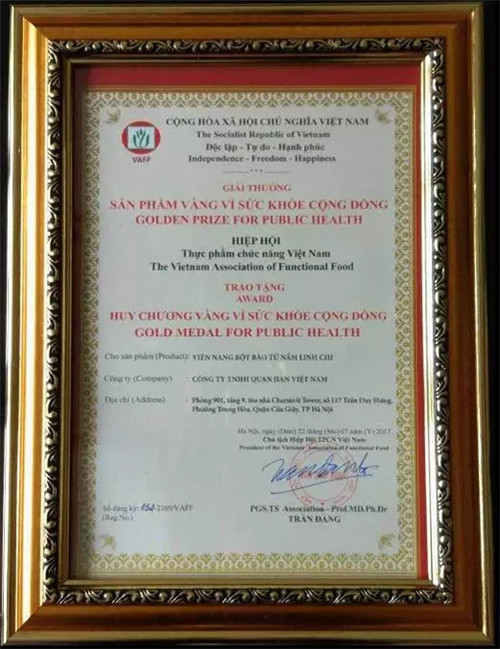 CỘNG HÒA XÃ HỘI CHỦ NGHĨA VIỆT NAM
The Socialist Republic of Vietnam
Độc lập - Tự do - Hạnh phúc
Independence - Freedom - Happiness
VAFF
GIẢI THƯỞNG
SẢN PHẨM VÀNG VÌ SỨC KHỎE CỘNG ĐỒNG
GOLDEN PRIZE FOR PUBLIC HEALTH
HIỆP HỘI
Thực phẩm chức năng Việt Nam
The Vietnam Association of Functional Food
TRAO TẶNG
AWARD
HUY CHƯƠNG VÀNG VÌ SỨC KHỎE CỘNG ĐỒNG
GOLD MEDAL FOR PUBLIC HEALTH
Cho sản phẩm (Product): VIÊN NANG BỘT BÀO TỬ NẤM LINH CHI
Công ty (Company) : CÔNG TY TNHH QUAN HAN VIỆT NAM
Địa chỉ (Address) : Phòng 901, tầng 9, tòa nhà Charmvit Tower, số 117 Trần Duy Hưng,
Phường Trung Hòa, Quận Cầu Giấy, TP Hà Nội
Hà Nội, ngày (Date) 22 tháng (Mo) 07 năm (Y)
Chủ tịch Hiệp Hội TPCN Việt Nam
President of the Vietnam Association of Functional Food
Số đăng ký: 2369/VAFF
(Reg.No.)
PGS,TS Association - Prof.MD.Ph.Dr
TRẦN ĐÁNG